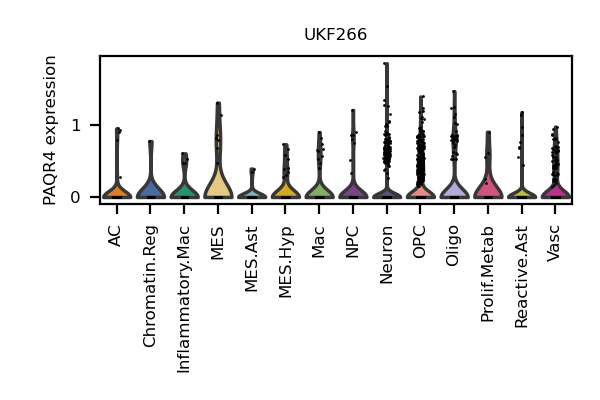 UKF266
PAQR4 expression
1
0
AC
Chromatin.Reg
Inflammatory.Mac
MES
MES.Ast
MES.Hyp
Mac
NPC
Neuron
OPC
Oligo
Prolif.Metab
Reactive.Ast
Vasc